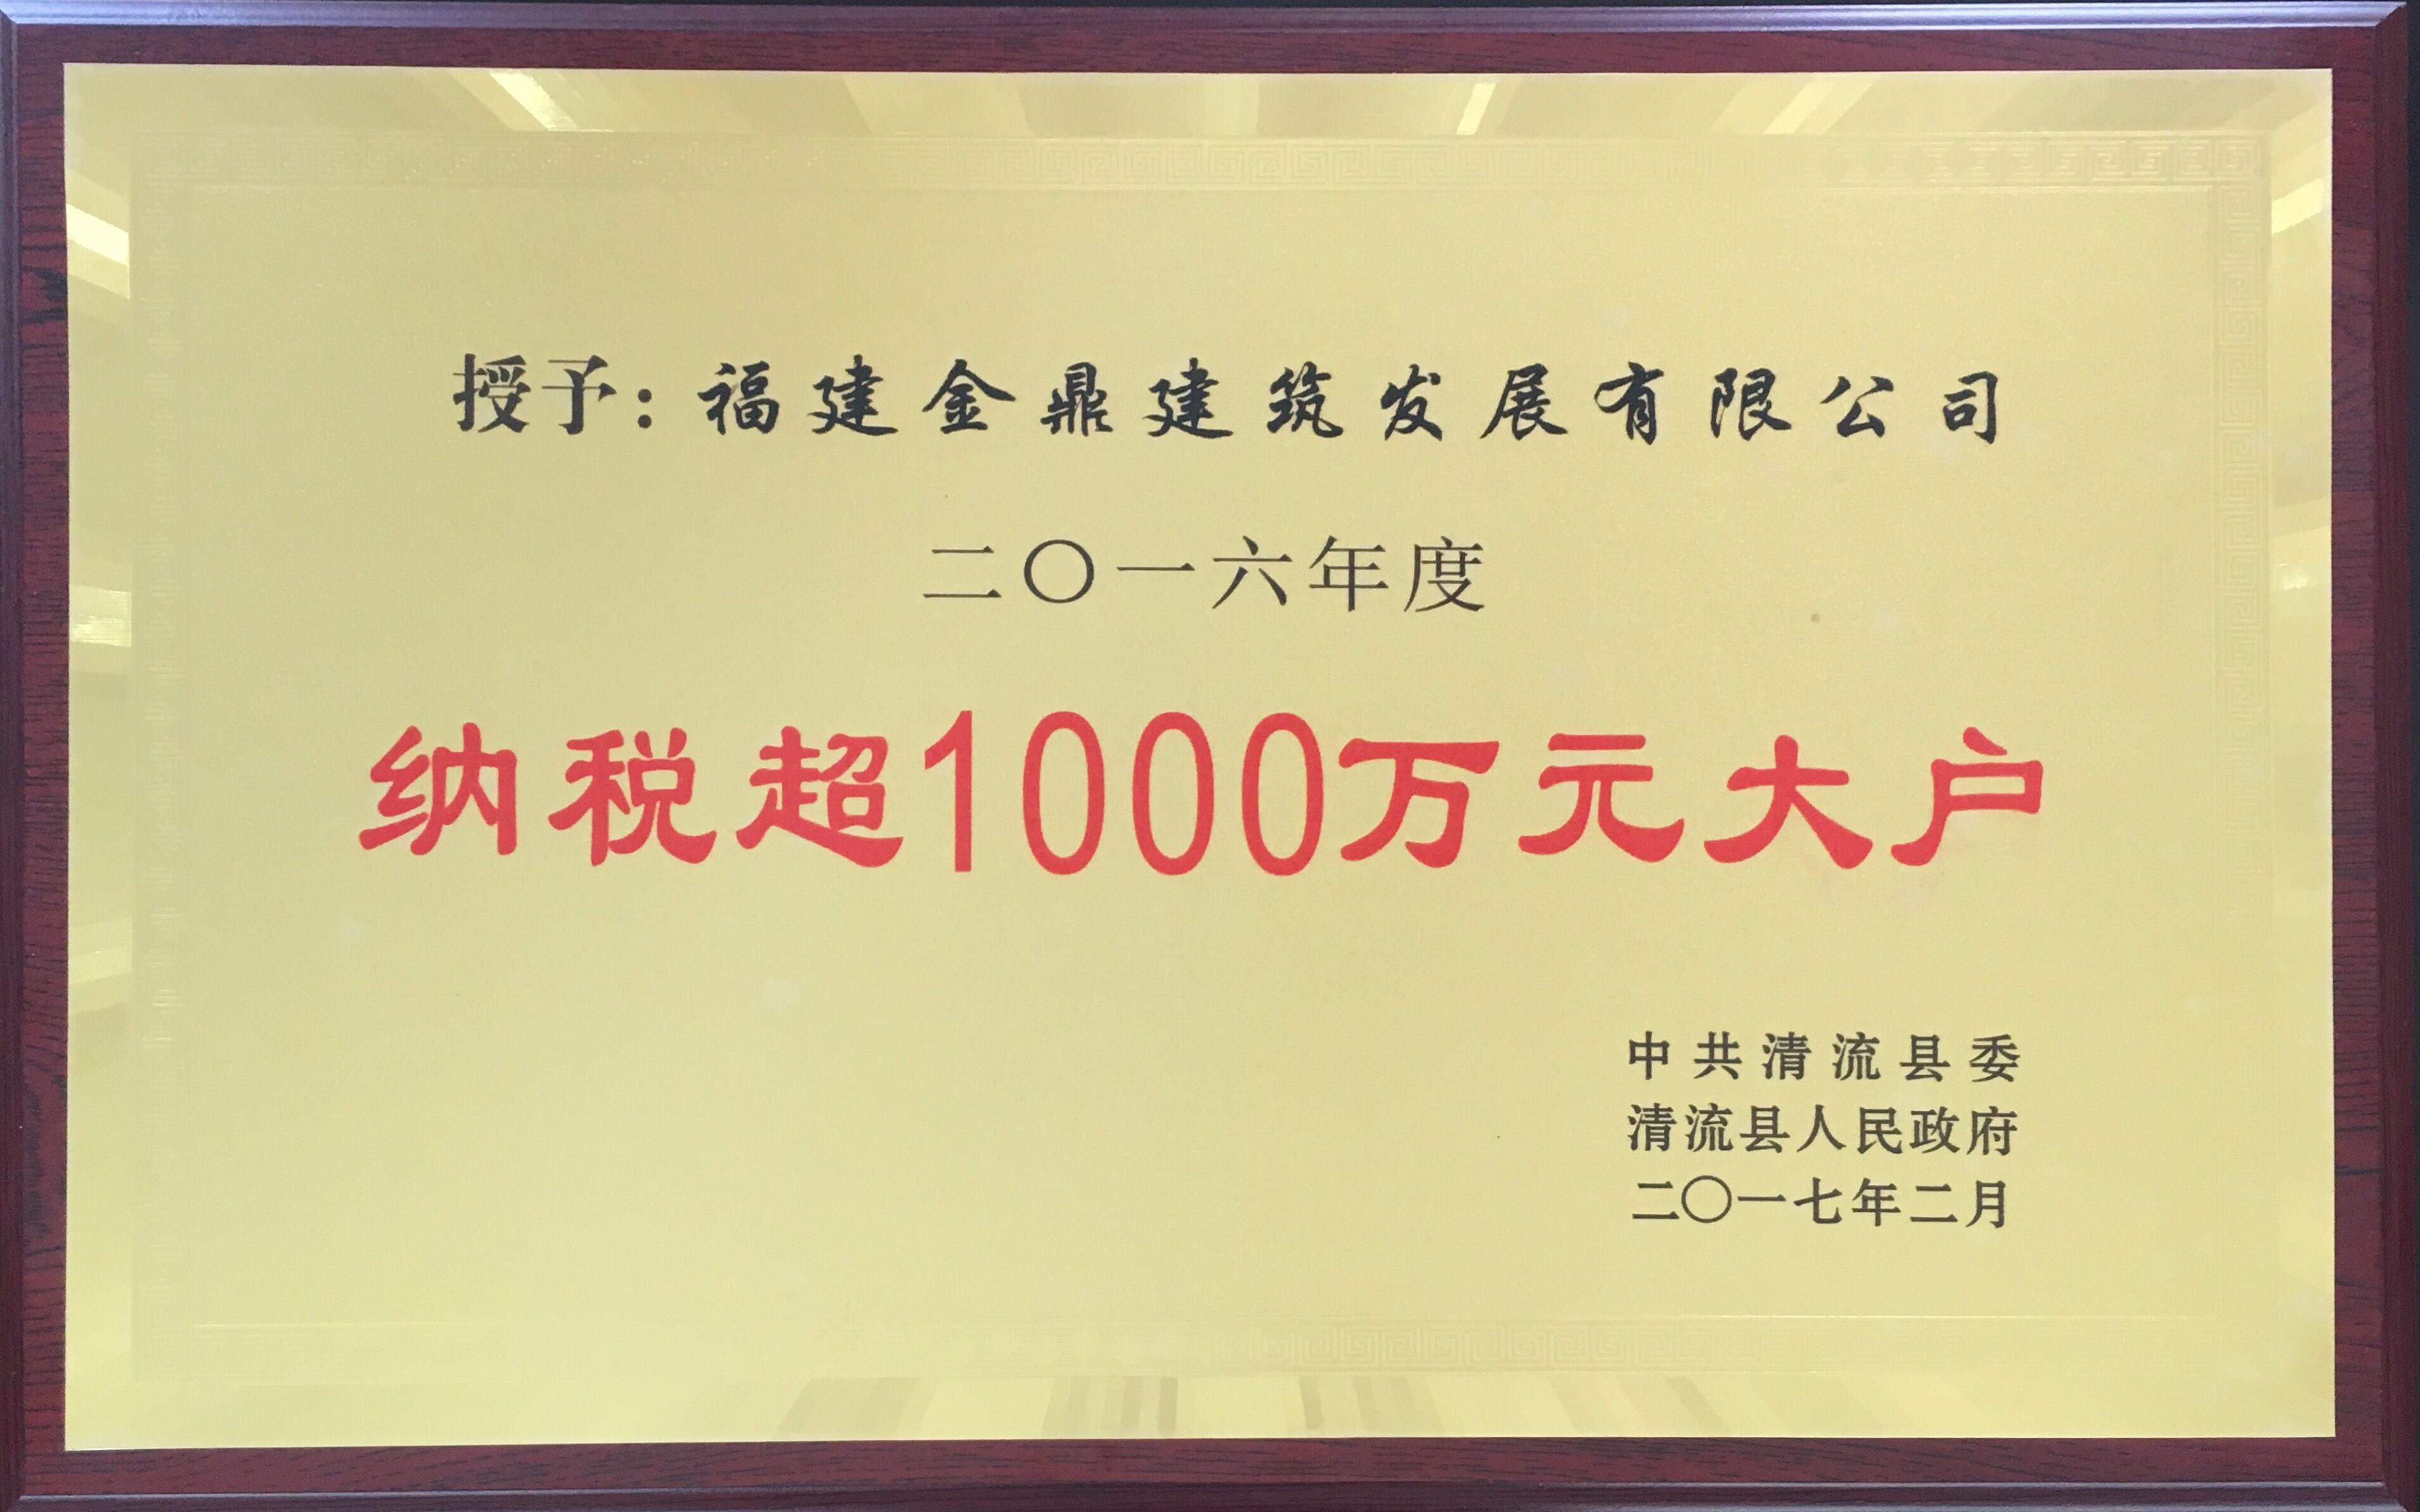 授予：福建金鼎建筑发展有限公司
二〇一六年度
纳税超1000万元大户
中共清流县委
清流县人民政府
二〇一七年二月